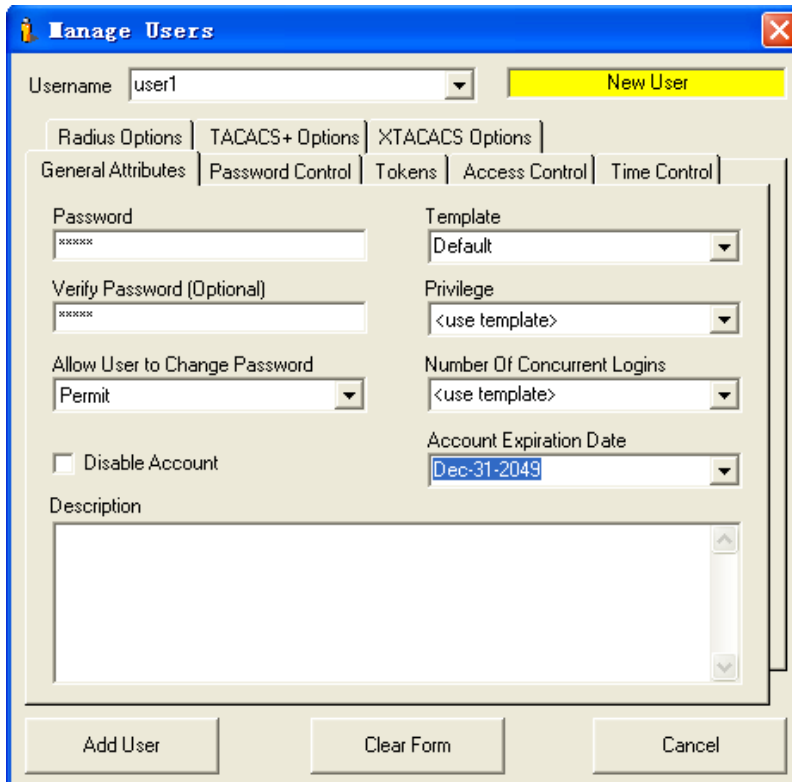 Manage Users
Username user1 New User
Radius Options TACACS+ Options XTACACS Options
General Attributes Password Control Tokens Access Control Time Control
Password Template
***** Default
Verify Password (Optional) Privilege
***** <use template>
Allow User to Change Password Number Of Concurrent Logins
Permit <use template>
Account Expiration Date
Disable Account Dec-31-2049
Description
Add User Clear Form Cancel